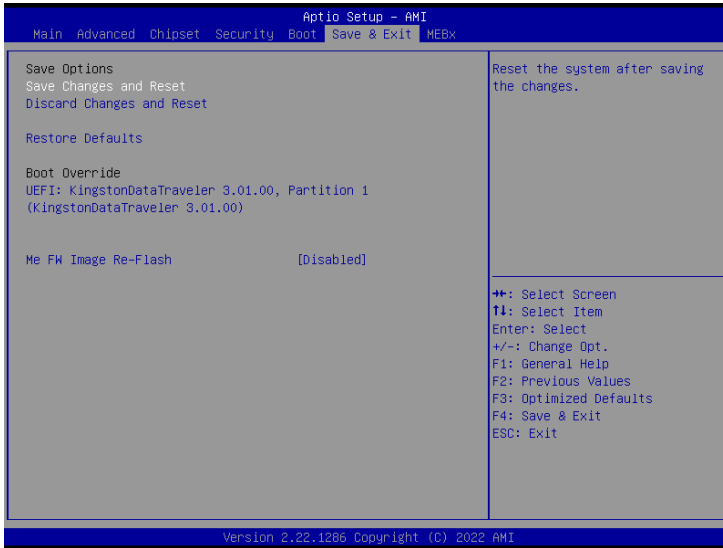 Aptio Setup – AMI
Main Advanced Chipset Security Boot Save & Exit MEBx
Save Options
Save Changes and Reset
Discard Changes and Reset
Restore Defaults
Boot Override
UEFI: KingstonDataTraveler 3.01.00, Partition 1
(KingstonDataTraveler 3.01.00)
Me FW Image Re-Flash [Disabled]
Reset the system after saving
the changes.
→←: Select Screen
↑↓: Select Item
Enter: Select
+/-: Change Opt.
F1: General Help
F2: Previous Values
F3: Optimized Defaults
F4: Save & Exit
ESC: Exit
Version 2.22.1286 Copyright (C) 2022 AMI